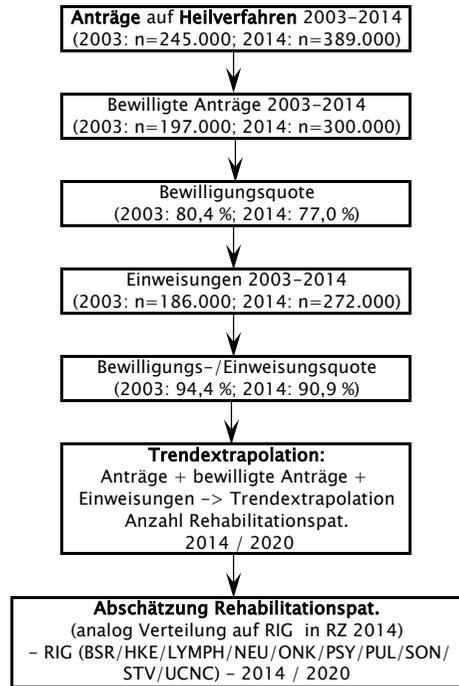 Anträge auf Heilverfahren 2003-2014
(2003: n=245.000; 2014: n=389.000)
Bewilligte Anträge 2003-2014
(2003: n=197.000; 2014: n=300.000)
Bewilligungsquote
(2003: 80,4 %; 2014: 77,0 %)
Einweisungen 2003-2014
(2003: n=186.000; 2014: n=272.000)
Bewilligungs-/Einweisungsquote
(2003: 94,4 %; 2014: 90,9 %)
Trendextrapolation:
Anträge + bewilligte Anträge +
Einweisungen -> Trendextrapolation
Anzahl Rehabilitationspat.
2014 / 2020
Abschätzung Rehabilitationspat.
(analog Verteilung auf RIG in RZ 2014)
- RIG (BSR/HKE/LYMPH/NEU/ONK/PSY/PUL/SON/
STV/UCNC) - 2014 / 2020